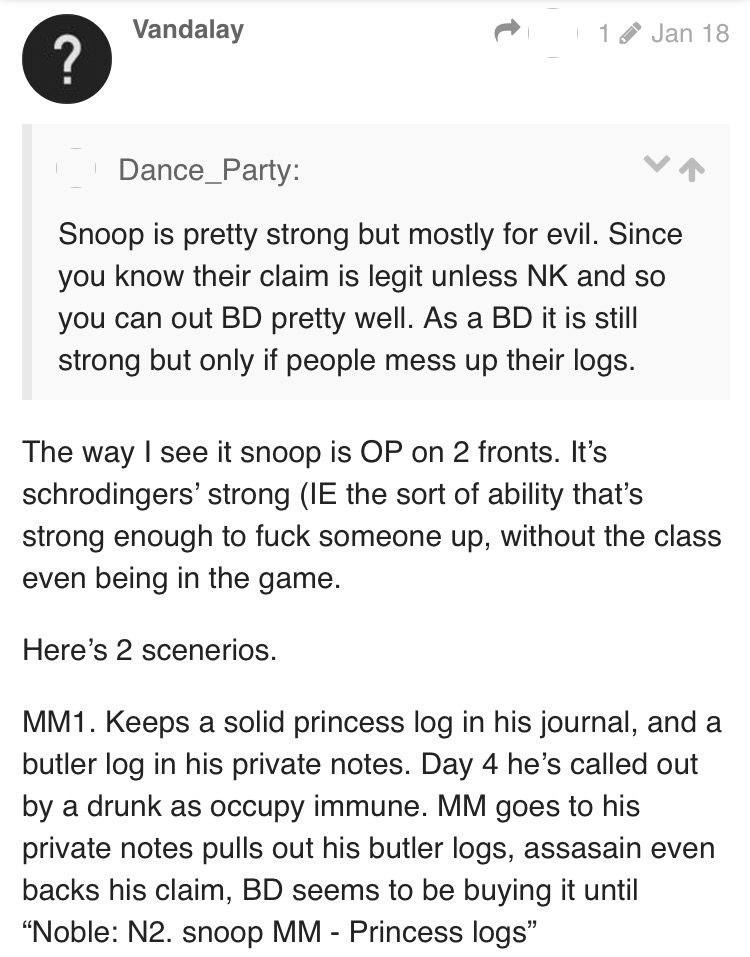 Vandalay
1 Jan 18
?
Dance_Party:
Snoop is pretty strong but mostly for evil. Since
you know their claim is legit unless NK and so
you can out BD pretty well. As a BD it is still
strong but only if people mess up their logs.
The way I see it snoop is OP on 2 fronts. It’s
schrodingers’ strong (IE the sort of ability that’s
strong enough to fuck someone up, without the class
even being in the game.
Here’s 2 scenerios.
MM1. Keeps a solid princess log in his journal, and a
butler log in his private notes. Day 4 he’s called out
by a drunk as occupy immune. MM goes to his
private notes pulls out his butler logs, assasain even
backs his claim, BD seems to be buying it until
“Noble: N2. snoop MM - Princess logs”